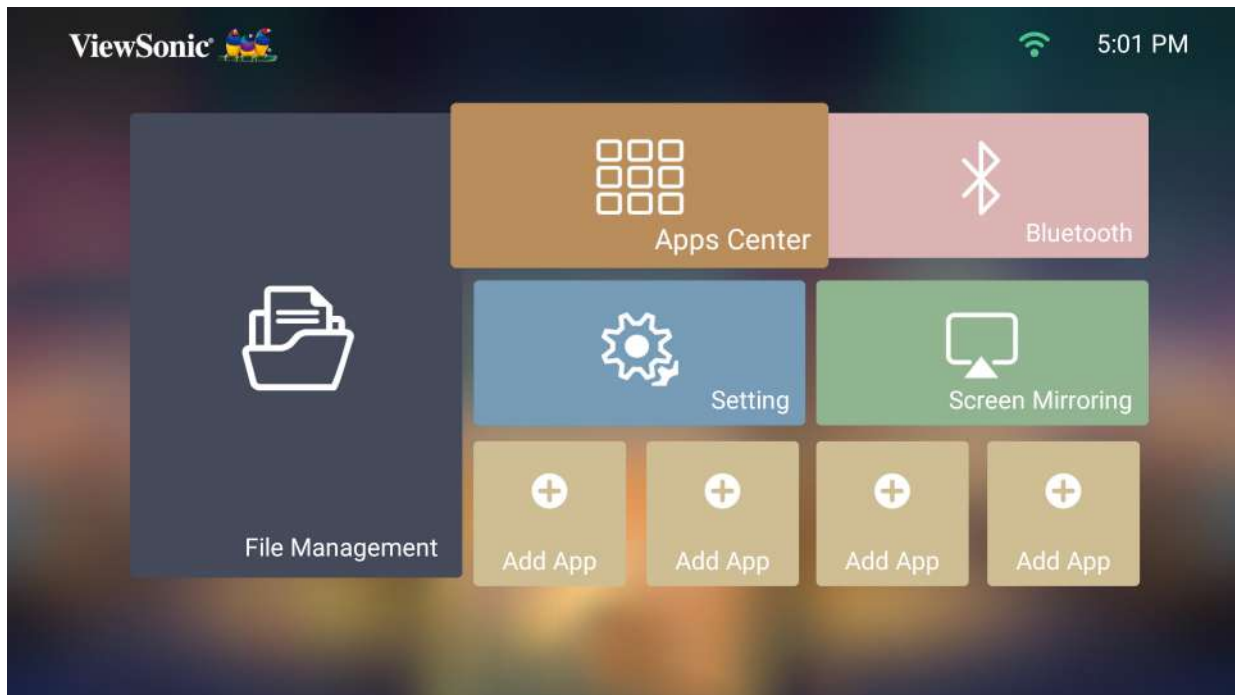 ViewSonic
5:01 PM
Apps Center
Bluetooth
Setting
Screen Mirroring
File Management
Add App
Add App
Add App
Add App